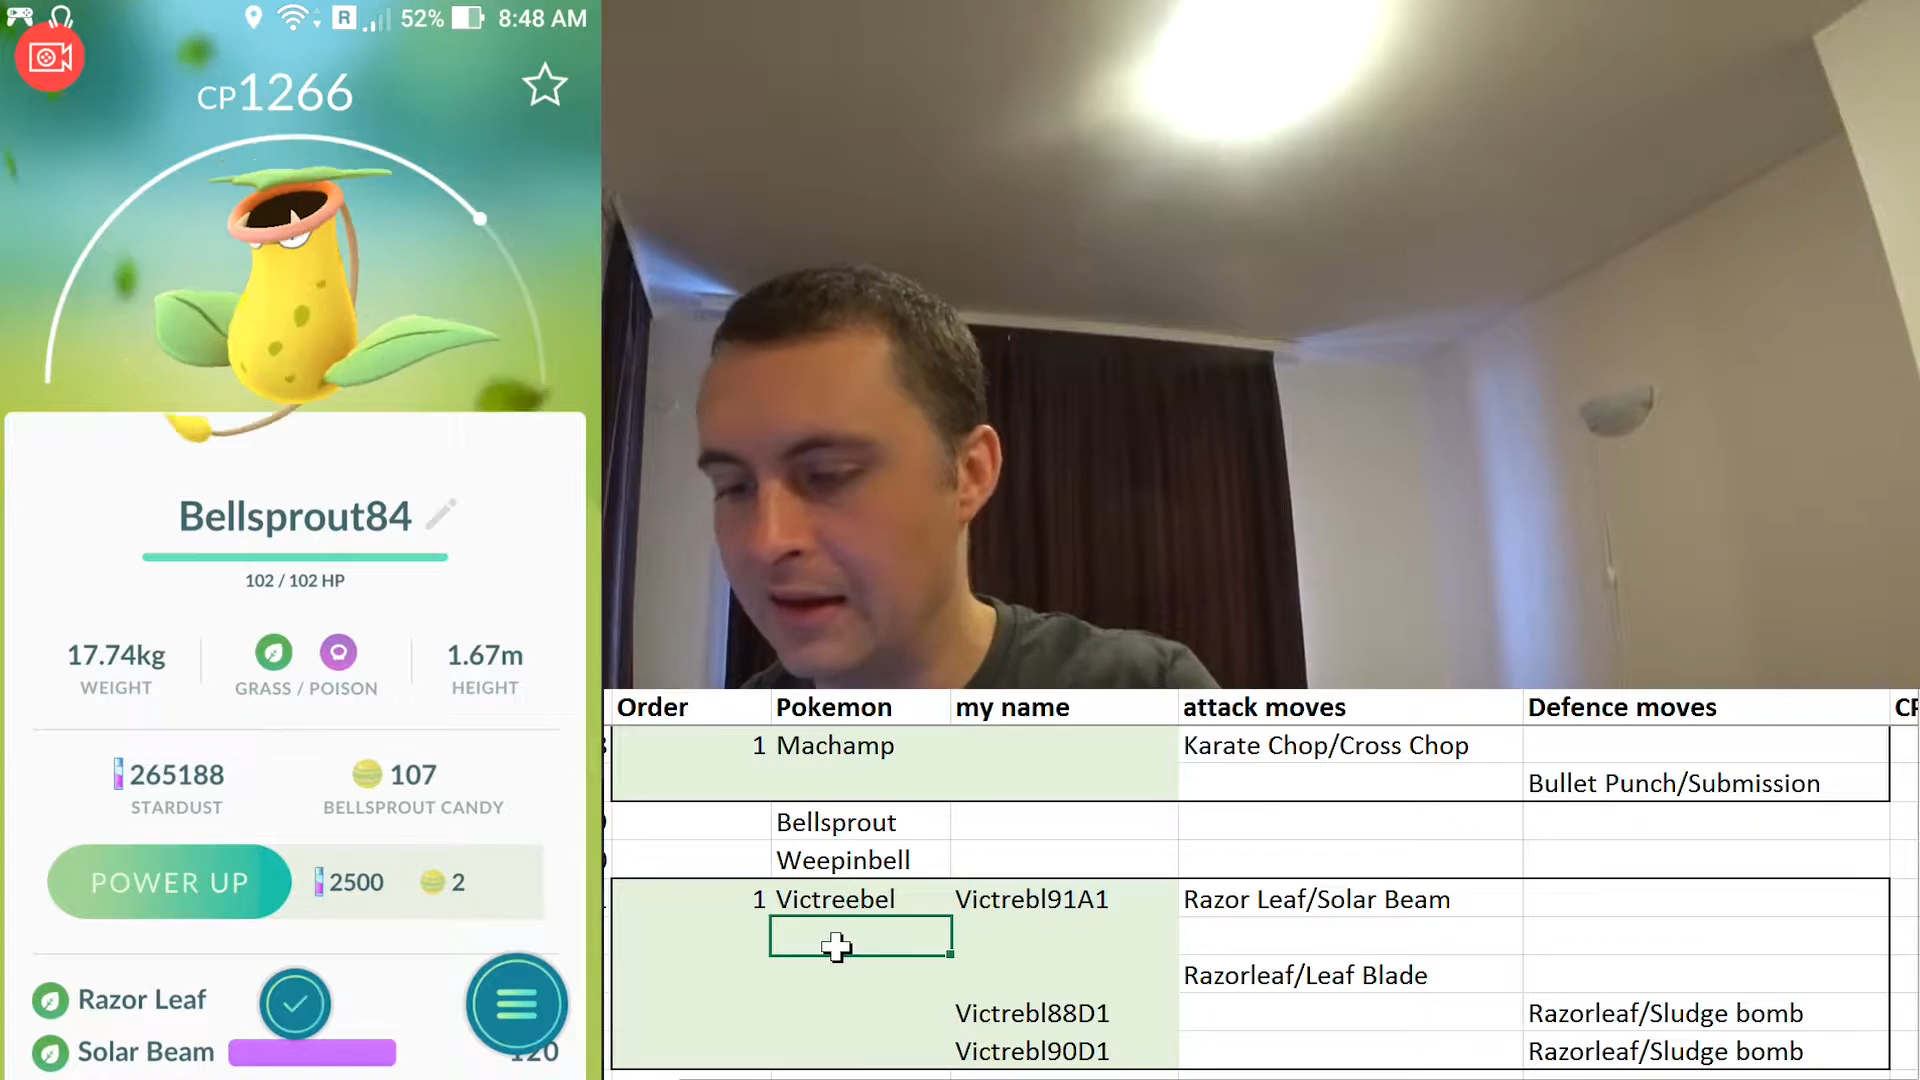 R 52% 8:48 AM
CP1266
Bellsprout84
102 / 102 HP
17.74kg
WEIGHT
GRASS / POISON
1.67m
HEIGHT
265188
STARDUST
107
BELLSPROUT CANDY
POWER UP 2500 2
Razor Leaf
Solar Beam 120
Order Pokemon my name attack moves Defence moves
1 Machamp Karate Chop/Cross Chop
Bullet Punch/Submission
Bellsprout
Weepinbell
1 Victreebel Victrebl91A1 Razor Leaf/Solar Beam
Razorleaf/Leaf Blade
Victrebl88D1 Razorleaf/Sludge bomb
Victrebl90D1 Razorleaf/Sludge bomb